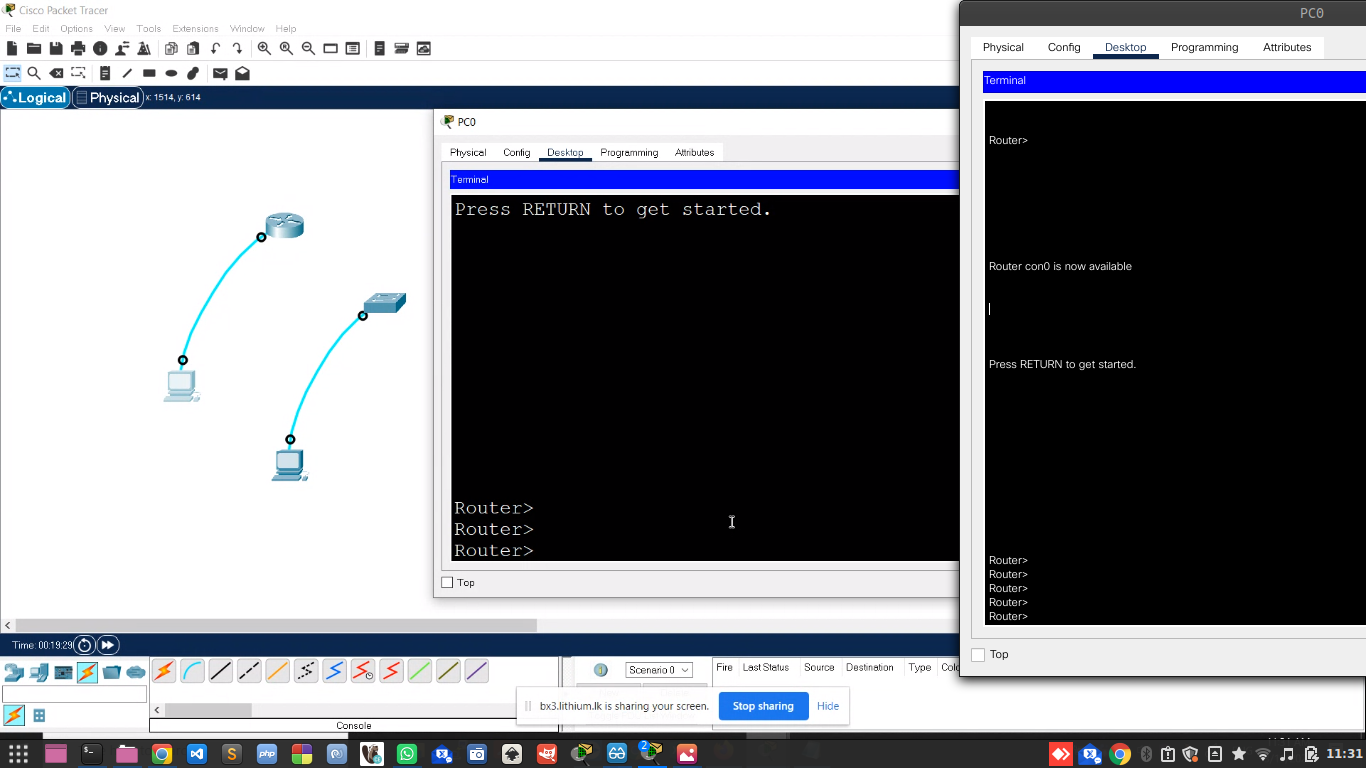 Cisco Packet Tracer
File Edit Options View Tools Extensions Window Help
Logical Physical x: 1514, y: 614
PC0
Physical Config Desktop Programming Attributes
Terminal
Press RETURN to get started.
Router>
Router>
Router>
Top
PC0
Physical Config Desktop Programming Attributes
Terminal
Router>
Router con0 is now available
Press RETURN to get started.
Router>
Router>
Router>
Router>
Router>
Top
Time: 00:19:29
Scenario 0
Fire Last Status Source Destination Type
Console
bx3.lithium.lk is sharing your screen. Stop sharing Hide
php
2
11:31